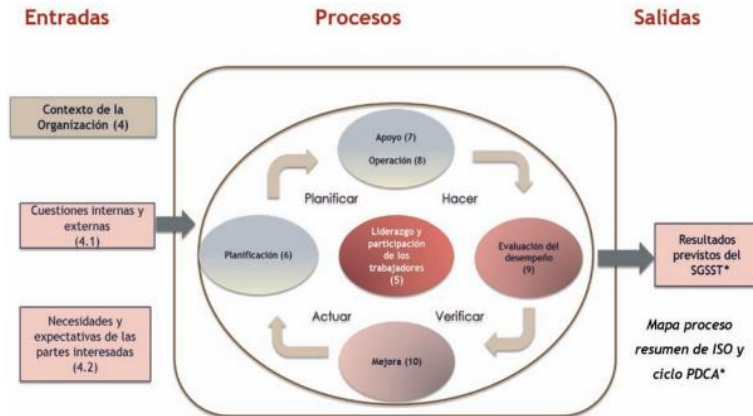 Entradas
Procesos
Salidas
Contexto de la
Organización (4)
Cuestiones internas y
externas
(4.1)
Necesidades y
expectativas de las
partes interesadas
(4.2)
Apoyo (7)
Operación (8)
Planificar
Hacer
Planificación (6)
Liderazgo y
participación
de los
trabajadores
(5)
Evaluación del
desempeño
(9)
Actuar
Verificar
Mejora (10)
Resultados
previstos del
SGSST*
Mapa proceso
resumen de ISO y
ciclo PDCA*